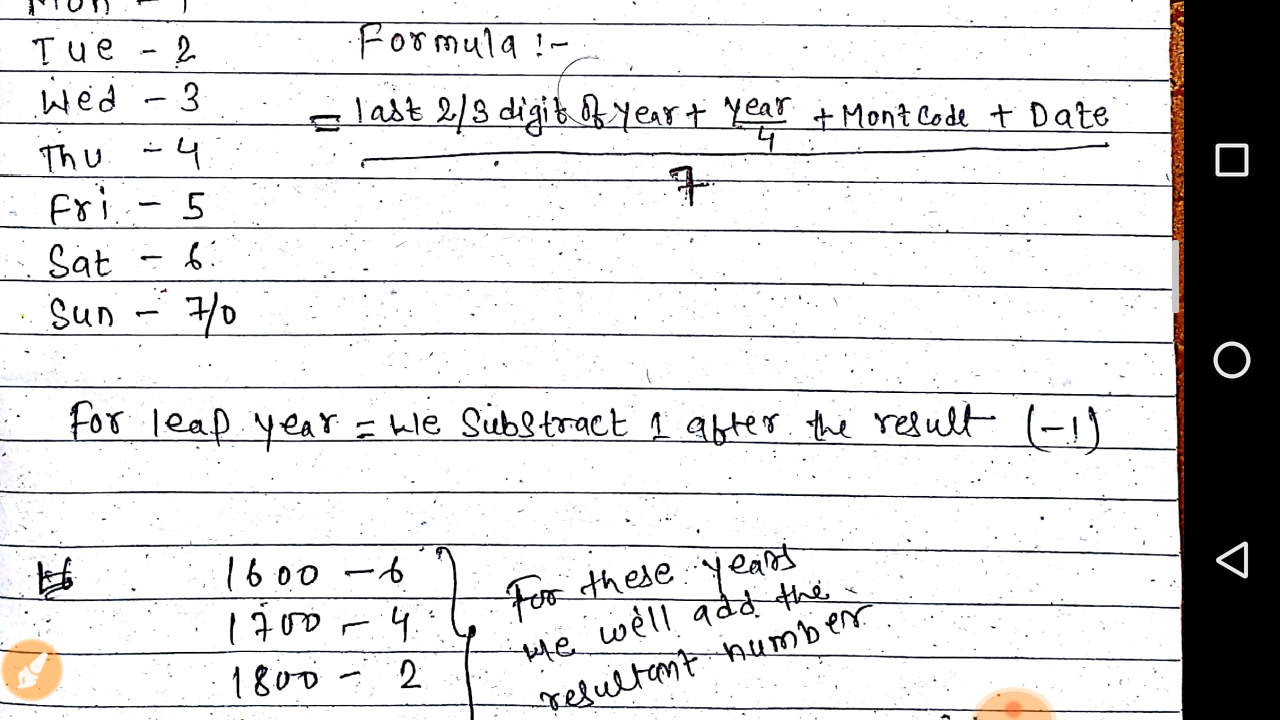 Mon - 1
Tue - 2
Formula :-
Wed - 3
= last 2/3 digit of year + year/4 + Mont code + Date
Thu - 4
7
Fri - 5
Sat - 6
Sun - 7/0
For leap year = We Substract 1 after the result (-1)
1600 - 6
For these years
1700 - 4
we well add the
1800 - 2
resultant number